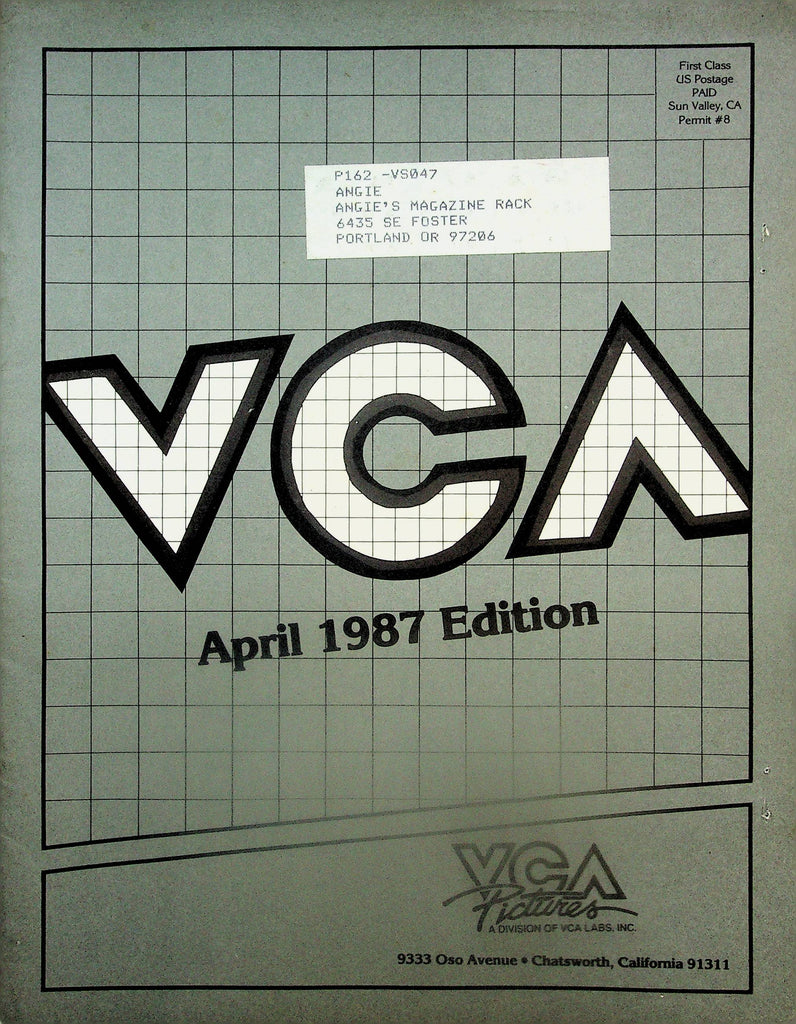 First Class
US Postage
PAID
Sun Valley, CA
Permit #8
P162 -VS047
ANGIE
ANGIE'S MAGAZINE RACK
6435 SE FOSTER
PORTLAND OR 97206
VCA
April 1987 Edition
VCA
Pictures
A DIVISION OF VCA LABS, INC.
9333 Oso Avenue • Chatsworth, California 91311